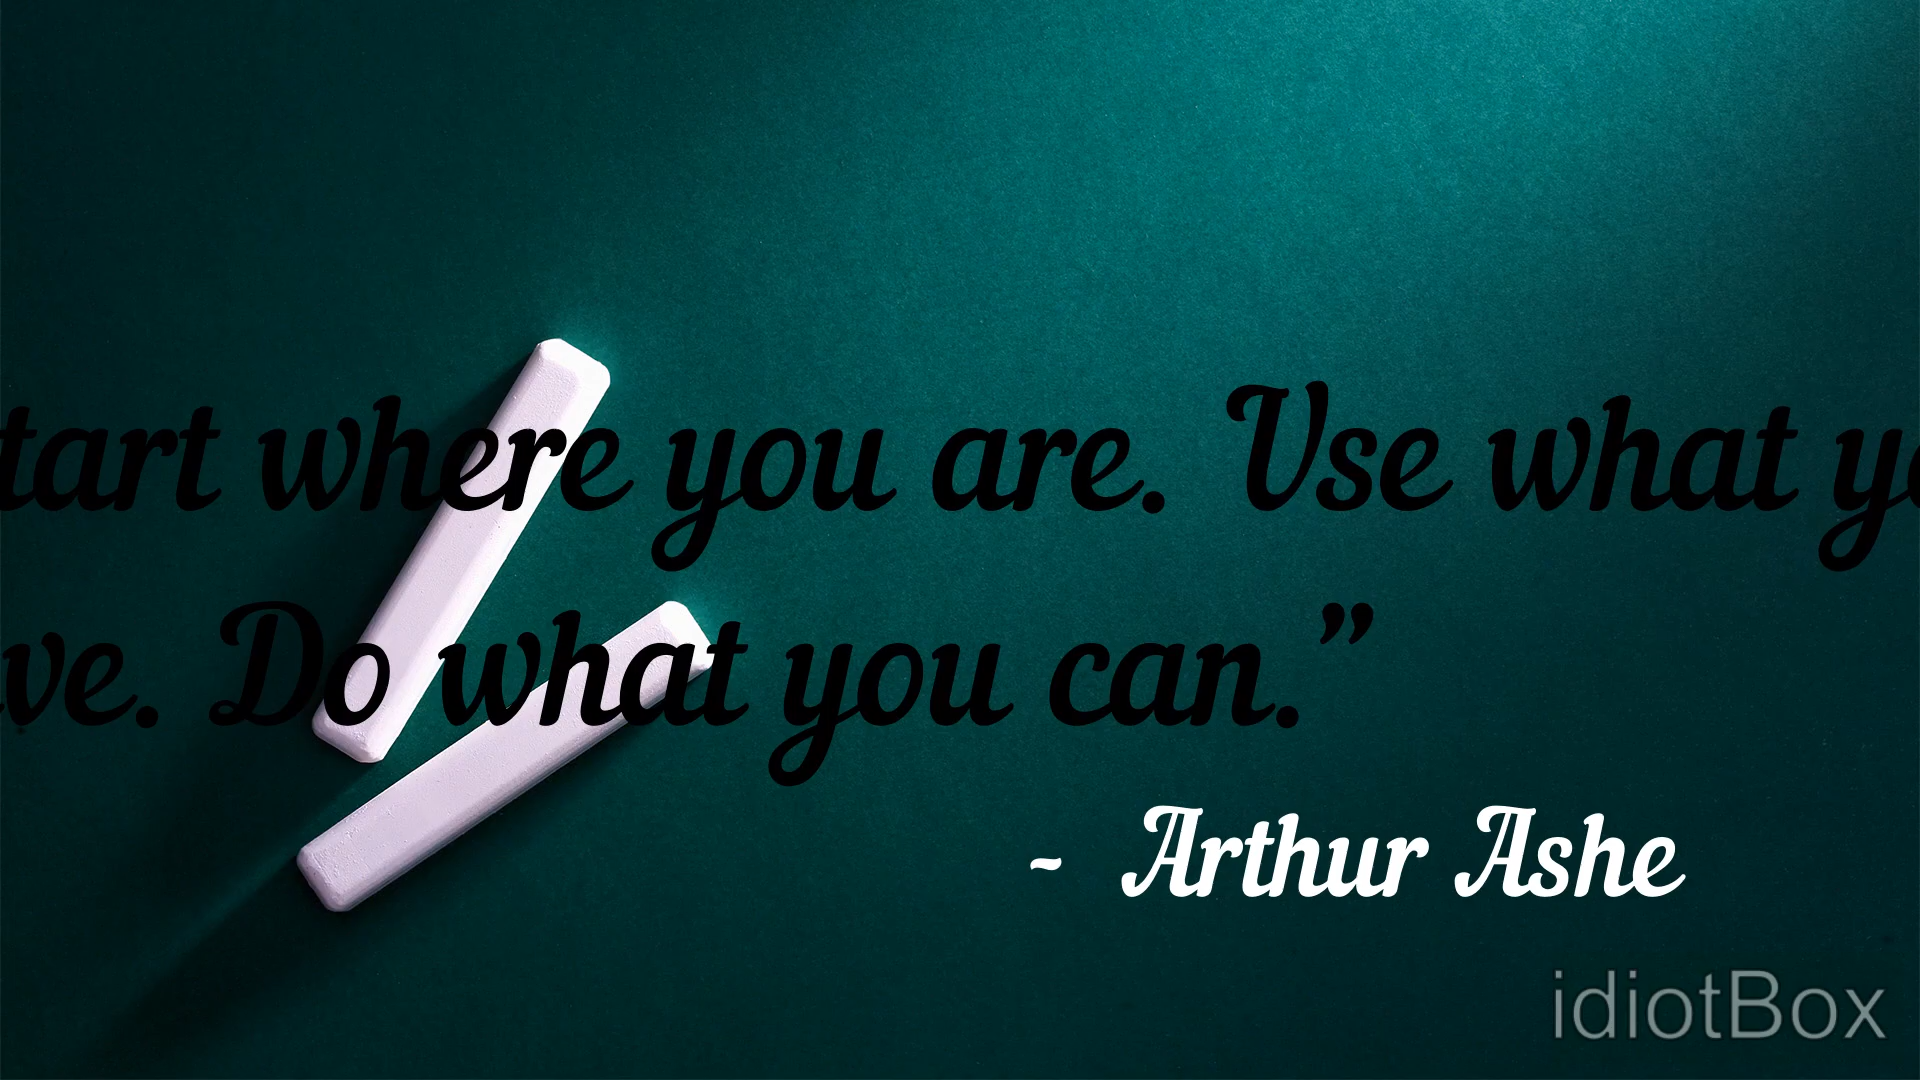 tart where you are. Use what yo
ve. Do what you can.”
~ Arthur Ashe
idiotBox